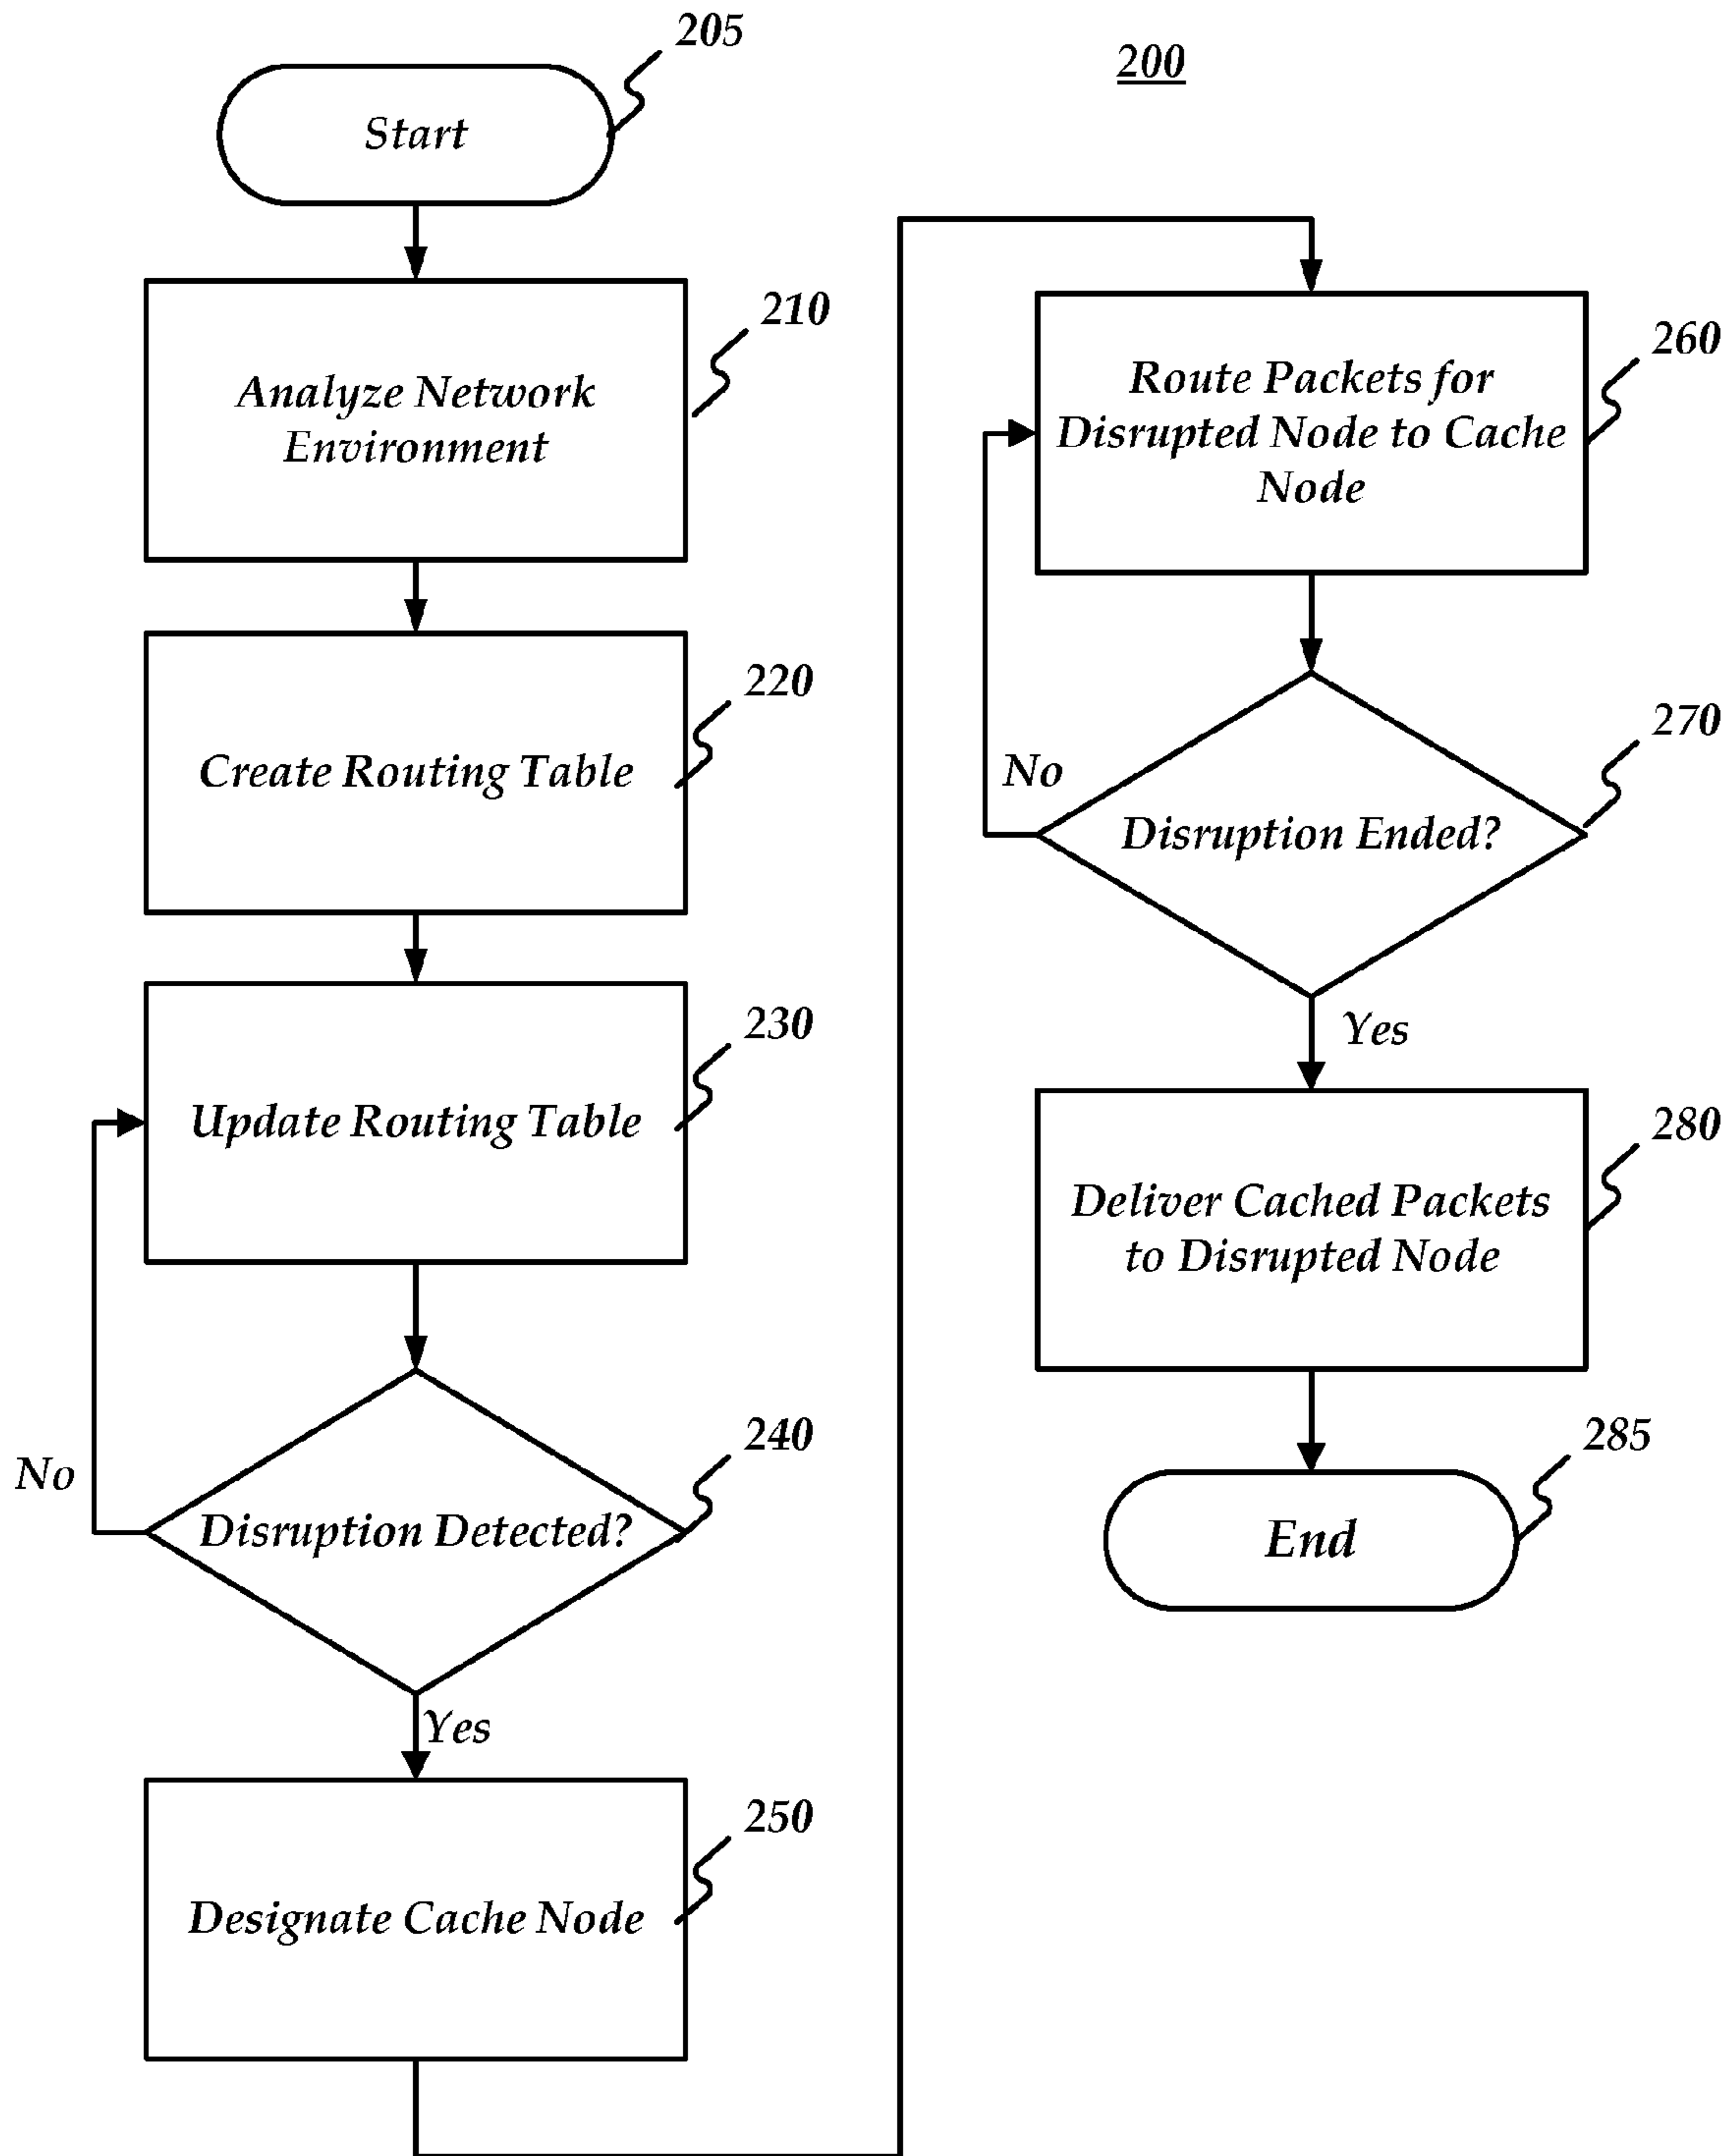 200
205
Start
210
Analyze Network
Environment
220
Create Routing Table
230
Update Routing Table
240
No
Disruption Detected?
Yes
250
Designate Cache Node
260
Route Packets for
Disrupted Node to Cache
Node
270
No
Disruption Ended?
Yes
280
Deliver Cached Packets
to Disrupted Node
285
End